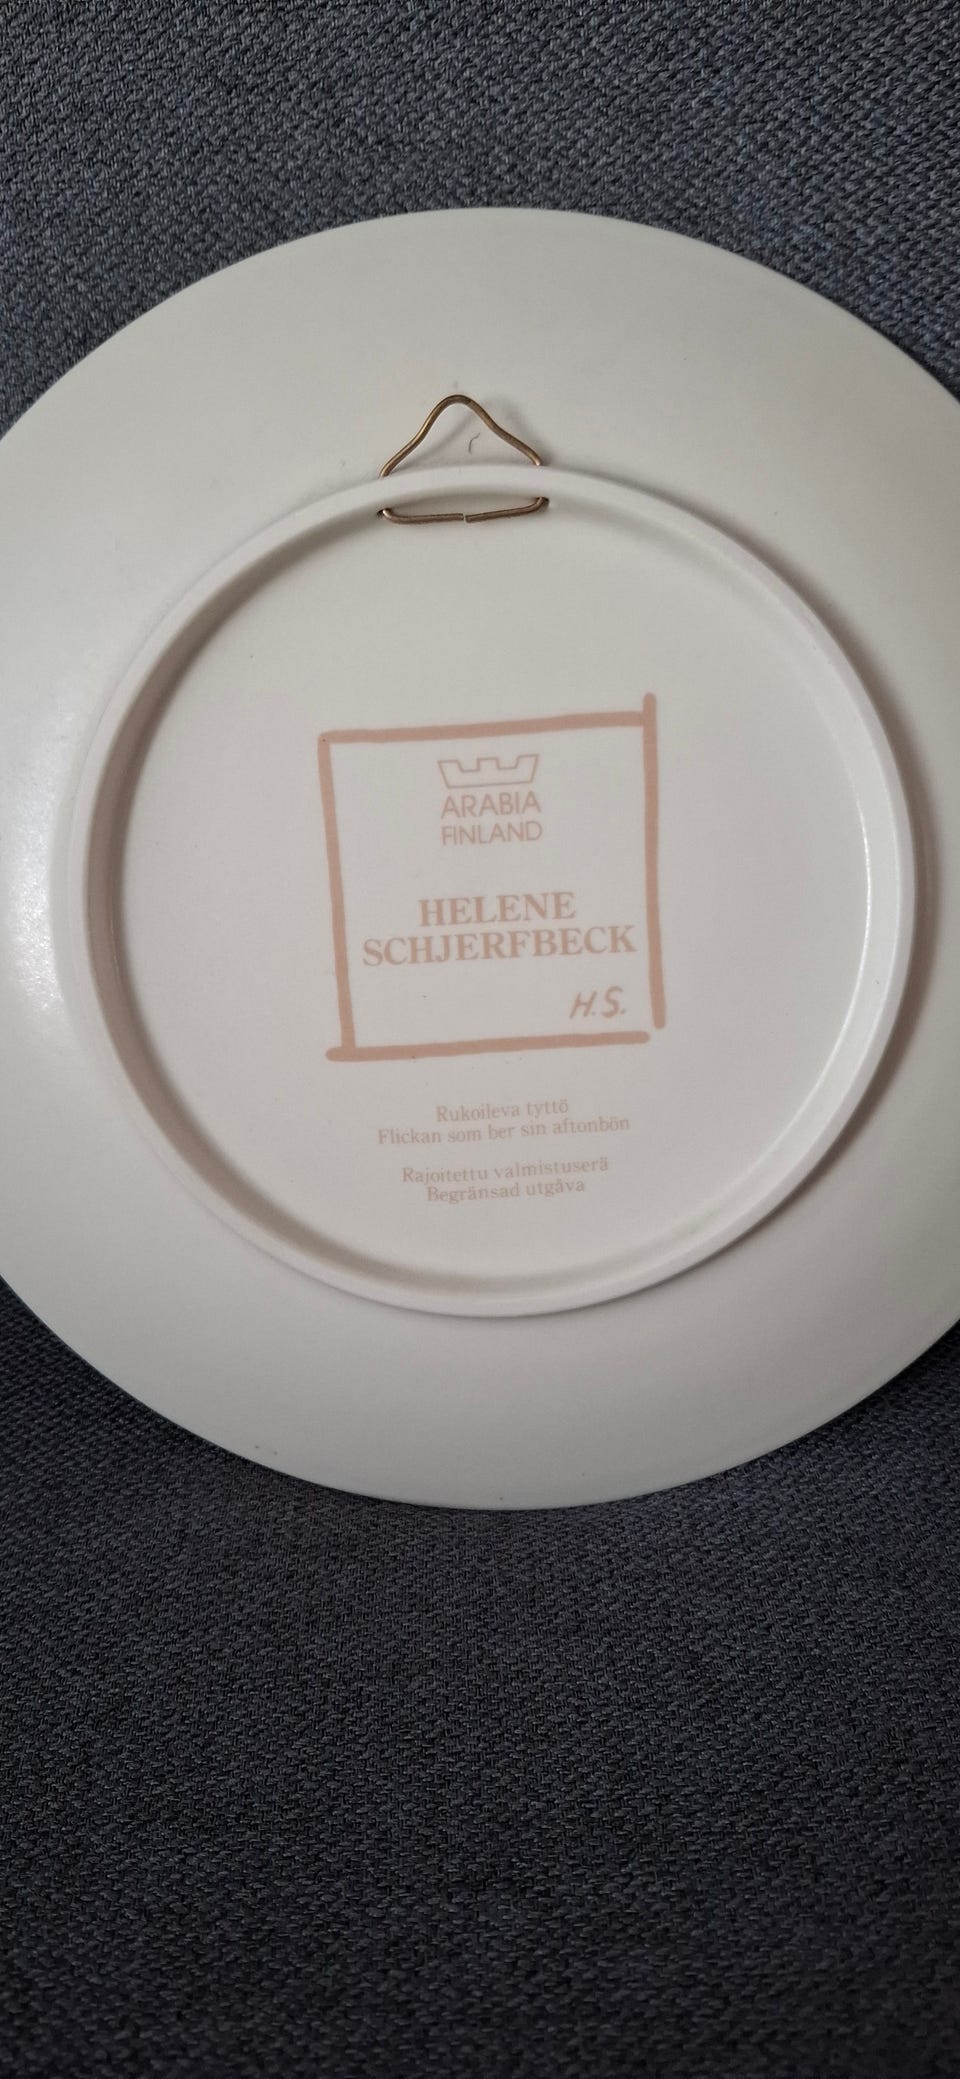 ARABIA
FINLAND
HELENE
SCHJERFBECK
H.S.
Rukoileva tyttö
Flickan som ber sin aftonbön
Rajoitettu valmistuserä
Begränsad utgåva